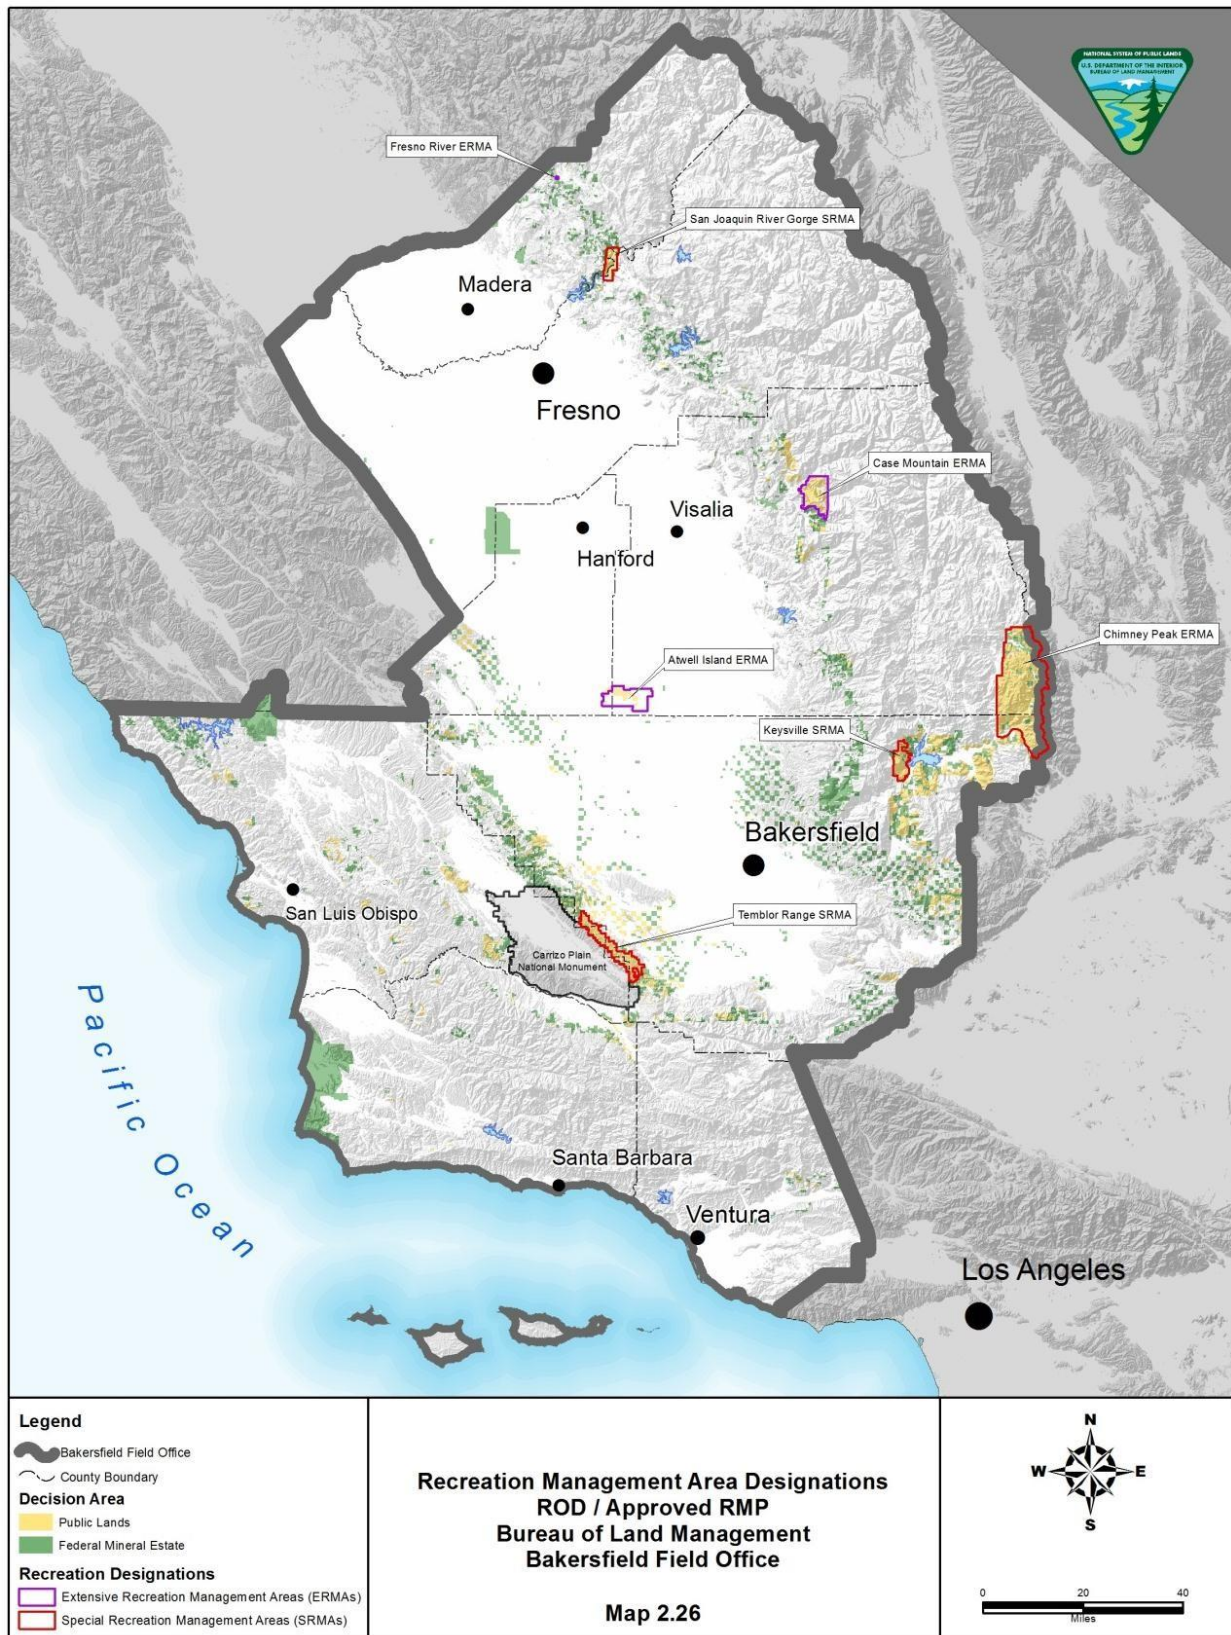 NATIONAL SYSTEM OF PUBLIC LANDS
U.S. DEPARTMENT OF THE INTERIOR
BUREAU OF LAND MANAGEMENT
Fresno River ERMA
San Joaquin River Gorge SRMA
Madera
Fresno
Case Mountain ERMA
Visalia
Hanford
Chimney Peak ERMA
Atwell Island ERMA
Keysville SRMA
Bakersfield
San Luis Obispo
Temblor Range SRMA
Carrizo Plain
National Monument
Pacific Ocean
Santa Barbara
Ventura
Los Angeles
Legend
Bakersfield Field Office
County Boundary
Decision Area
Public Lands
Federal Mineral Estate
Recreation Designations
Extensive Recreation Management Areas (ERMAs)
Special Recreation Management Areas (SRMAs)
Recreation Management Area Designations
ROD / Approved RMP
Bureau of Land Management
Bakersfield Field Office
Map 2.26
N
W E
S
0 20 40
Miles